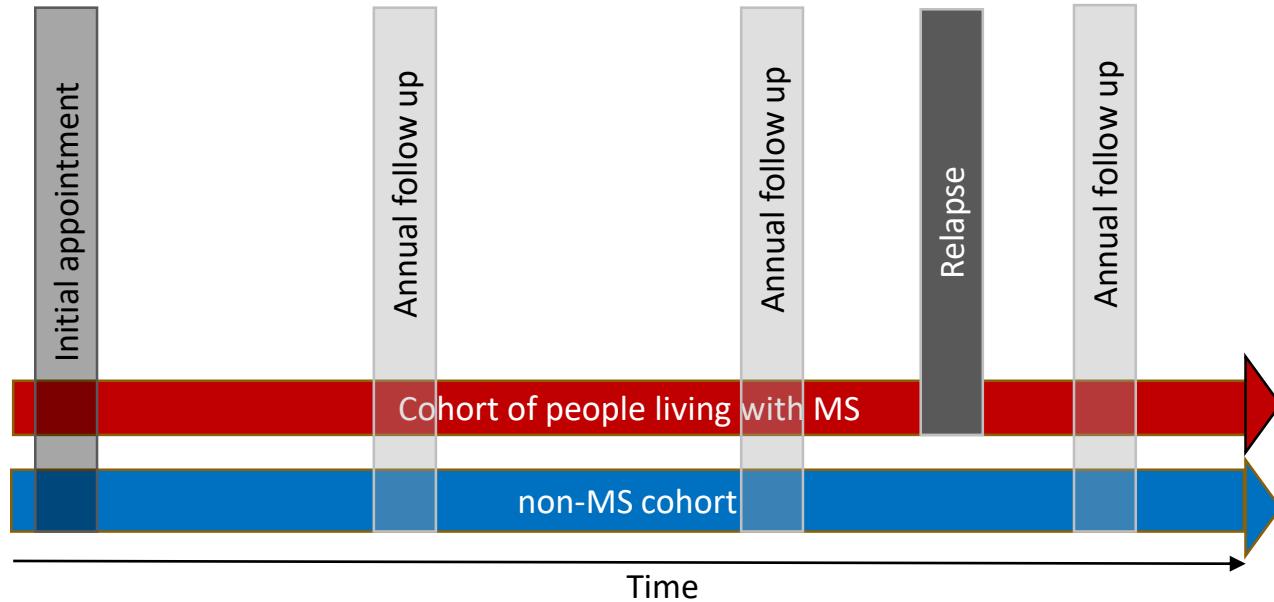 Initial appointment
Annual follow up
Annual follow up
Relapse
Annual follow up
Cohort of people living with MS
non-MS cohort
Time